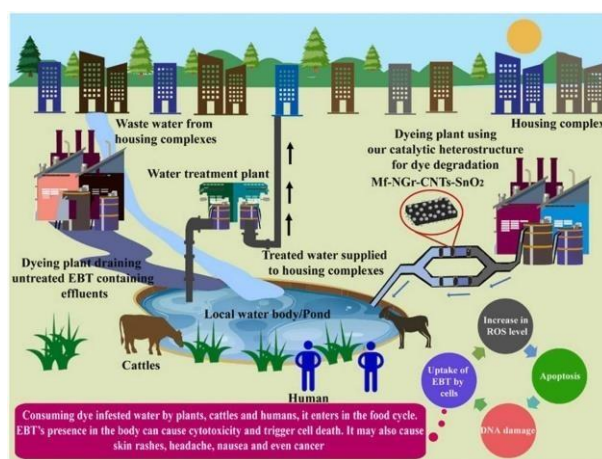 Waste water from
housing complexes
Housing complex
Water treatment plant
Dyeing plant using
our catalytic heterostructure
for dye degradation
Mf-NGr-CNTs-SnO2
Dyeing plant draining
untreated EBT containing
effluents
Treated water supplied
to housing complexes
Local water body/Pond
Cattles
Human
Increase in
ROS level
Uptake of
EBT by
cells
Apoptosis
DNA damage
Consuming dye infested water by plants, cattles and humans, it enters in the food cycle.
EBT's presence in the body can cause cytotoxicity and trigger cell death. It may also cause
skin rashes, headache, nausea and even cancer